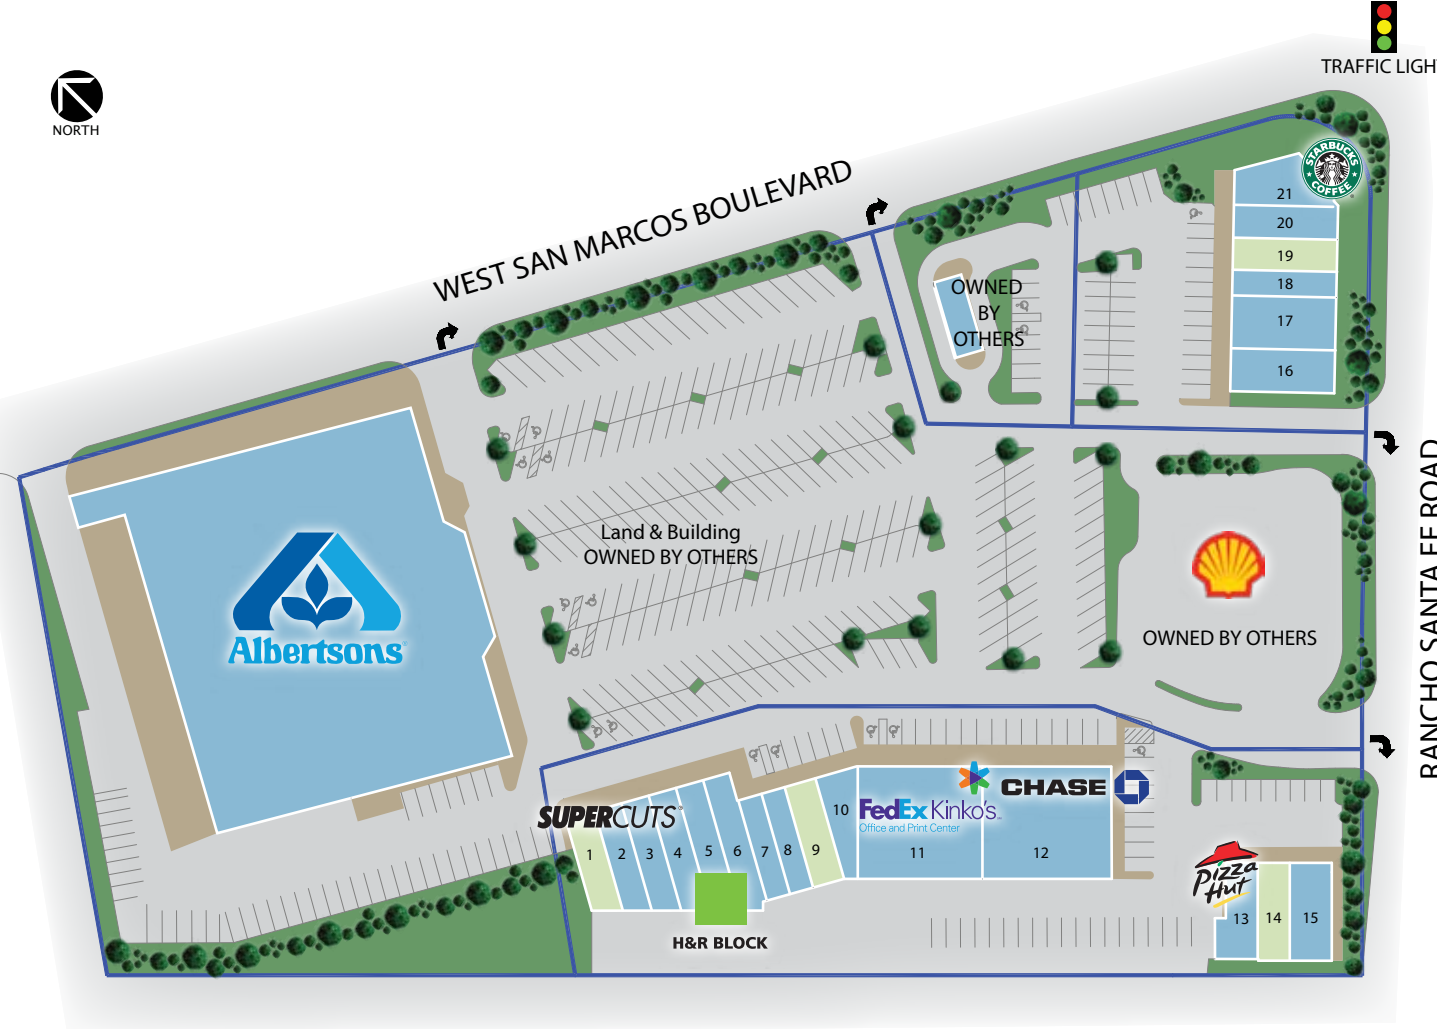 TRAFFIC LIGH
NORTH
WEST SAN MARCOS BOULEVARD
STARBUCKS
COFFEE
21
20
19
18
17
16
OWNED
BY
OTHERS
RANCHO SANTA FE ROAD
Land & Building
OWNED BY OTHERS
Albertsons
OWNED BY OTHERS
SUPERCUTS
CHASE
FedEx Kinko's
Office and Print Center
1
2
3
4
5
6
7
8
9
10
11
12
H&R BLOCK
Pizza
Hut
13
14
15